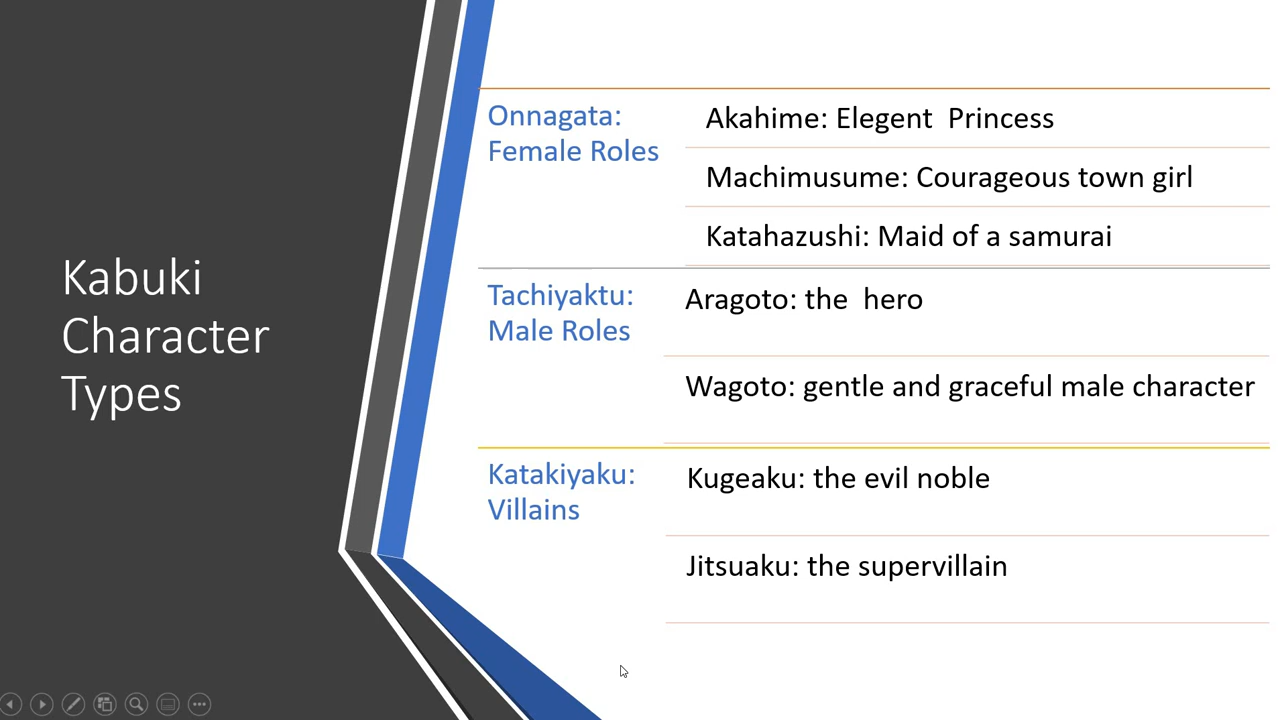 Kabuki
Character
Types
Onnagata:
Female Roles
Akahime: Elegent  Princess
Machimusume: Courageous town girl
Katahazushi: Maid of a samurai
Tachiyaktu:
Male Roles
Aragoto: the  hero
Wagoto: gentle and graceful male character
Katakiyaku:
Villains
Kugeaku: the evil noble
Jitsuaku: the supervillain